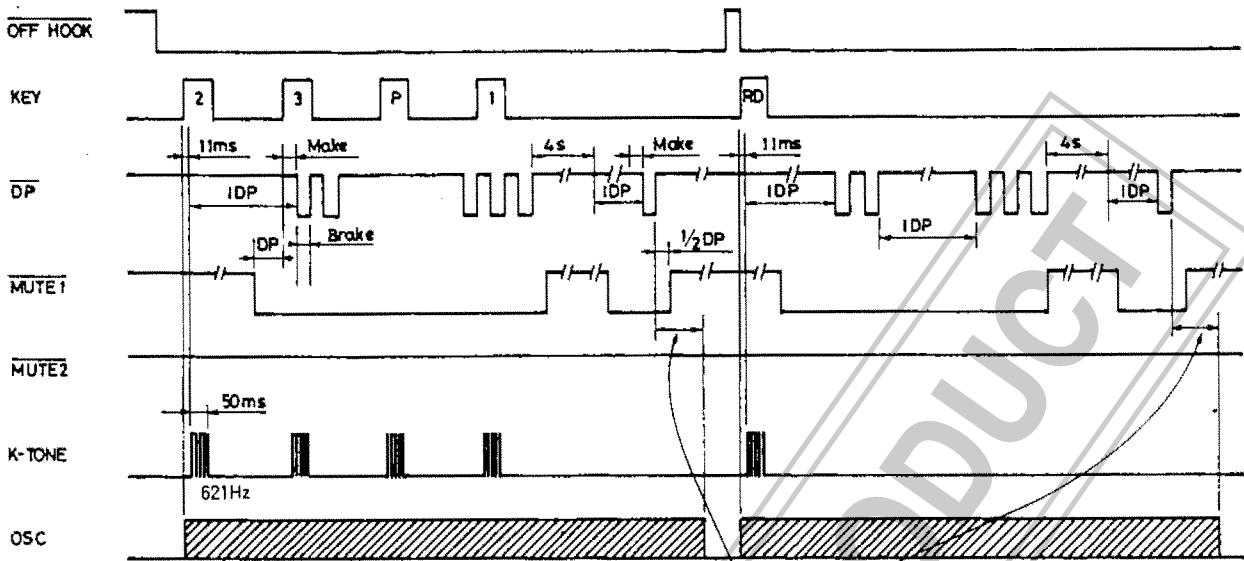 OFF HOOK
KEY
2
3
P
1
RD
11ms
Make
4s
Make
11ms
4s
DP
IDP
IDP
IDP
IDP
IDP
DP
Brake
1/2 DP
MUTE1
MUTE2
50ms
K-TONE
621Hz
OSC
PRODUCT